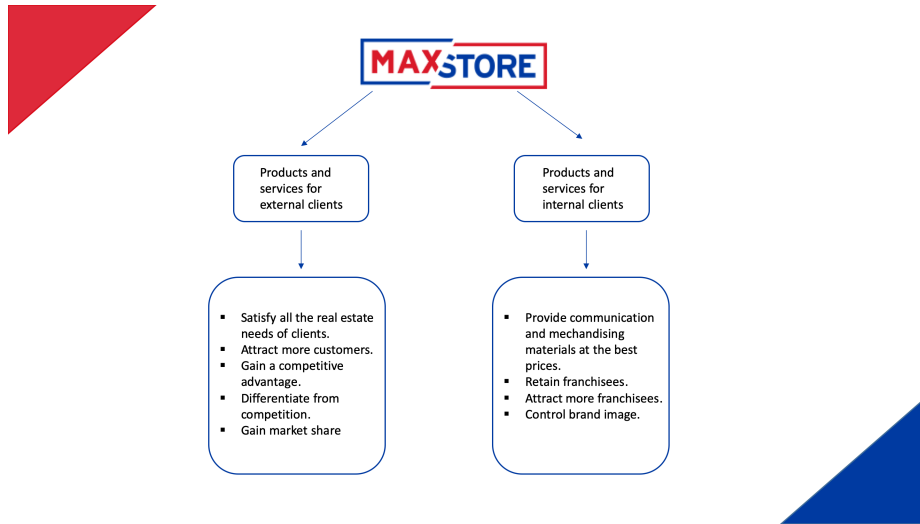 MAXSTORE
Products and
services for
external clients
Products and
services for
internal clients
▪ Satisfy all the real estate
needs of clients.
▪ Attract more customers.
▪ Gain a competitive
advantage.
▪ Differentiate from
competition.
▪ Gain market share
▪ Provide communication
and mechandising
materials at the best
prices.
▪ Retain franchisees.
▪ Attract more franchisees.
▪ Control brand image.